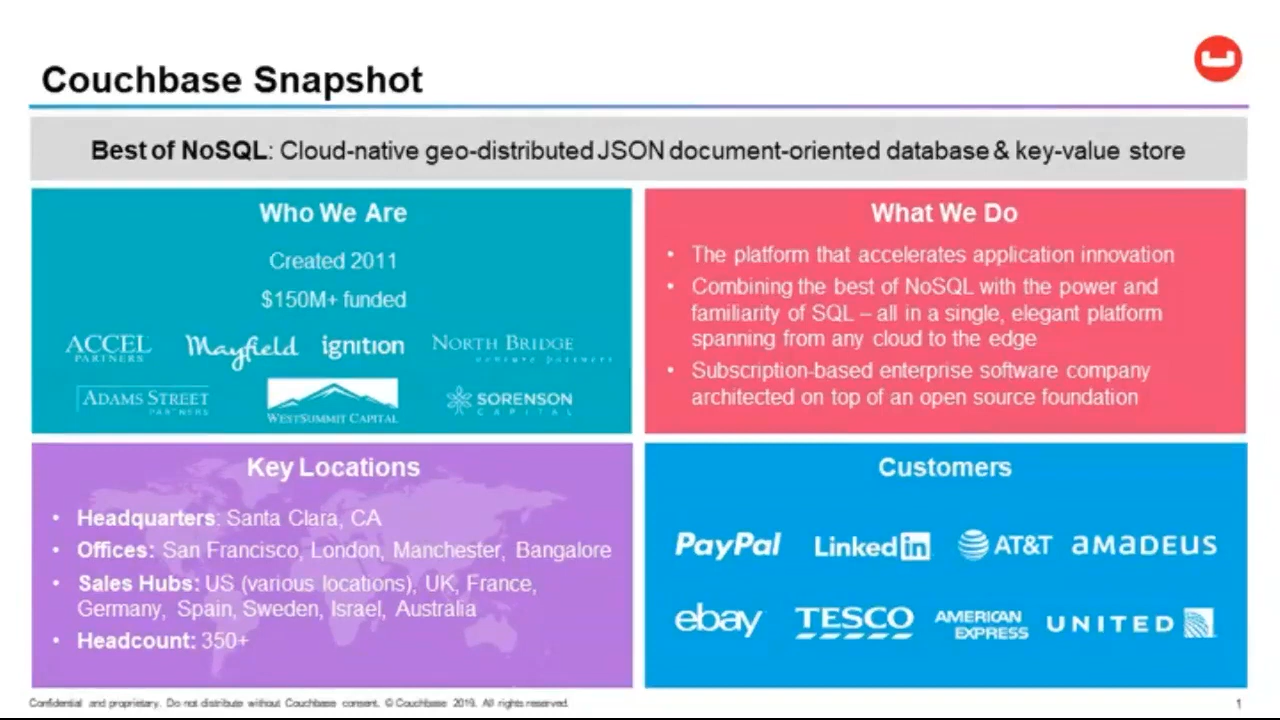 Couchbase Snapshot
Best of NoSQL: Cloud-native geo-distributed JSON document-oriented database & key-value store
Who We Are
Created 2011
$150M+ funded
ACCEL
PARTNERS
Mayfield
ignition
NORTH BRIDGE
venture partners
ADAMS STREET
PARTNERS
WESTSUMMIT CAPITAL
SORENSON
CAPITAL
What We Do
• The platform that accelerates application innovation
• Combining the best of NoSQL with the power and
familiarity of SQL – all in a single, elegant platform
spanning from any cloud to the edge
• Subscription-based enterprise software company
architected on top of an open source foundation
Key Locations
• Headquarters: Santa Clara, CA
• Offices: San Francisco, London, Manchester, Bangalore
• Sales Hubs: US (various locations), UK, France,
Germany, Spain, Sweden, Israel, Australia
• Headcount: 350+
Customers
PayPal
Linked in
AT&T
amadeus
ebay
TESCO
AMERICAN
EXPRESS
UNITED
Confidential and proprietary. Do not distribute without Couchbase consent. © Couchbase 2019. All rights reserved.
1